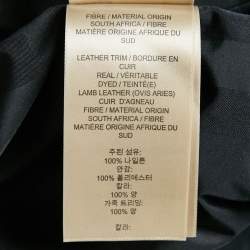 FIBRE / MATERIAL ORIGIN
SOUTH AFRICA / FIBRE /
MATIÈRE ORIGINE AFRIQUE DU
SUD
LEATHER TRIM / BORDURE EN
CUIR
REAL / VÉRITABLE
DYED / TEINTÉ(E)
LAMB LEATHER (OVIS ARIES)
CUIR D'AGNEAU
FIBRE / MATERIAL ORIGIN
SOUTH AFRICA / FIBRE /
MATIÈRE ORIGINE AFRIQUE DU
SUD
주된 섬유:
100% 나일론
안감:
100% 폴리에스터
칼라:
100% 양
가죽 트리밍:
100% 양
칼라: